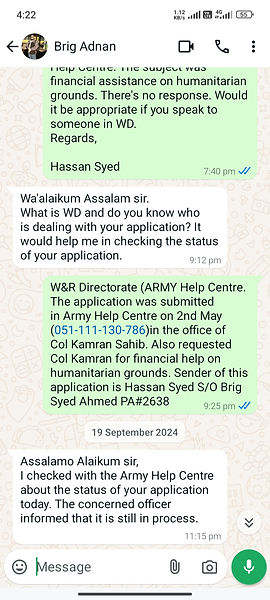 4:22
1.12
KB/s
4G
55
Brig Adnan
Help Centre. The subject was
financial assistance on humanitarian
grounds. There's no response. Would
it be appropriate if you speak to
someone in WD.
Regards,
Hassan Syed
7:40 pm
Wa'alaikum Assalam sir.
What is WD and do you know who
is dealing with your application? It
would help me in checking the status
of your application.
9:12 pm
W&R Directorate (ARMY Help Centre.
The application was submitted
in Army Help Centre on 2nd May
(051-111-130-786)in the office of
Col Kamran Sahib. Also requested
Col Kamran for financial help on
humanitarian grounds. Sender of this
application is Hassan Syed S/O Brig
Syed Ahmed PA#2638
9:25 pm
19 September 2024
Assalamo Alaikum sir,
I checked with the Army Help Centre
about the status of your application
today. The concerned officer
informed that it is still in process.
11:15 pm
Message